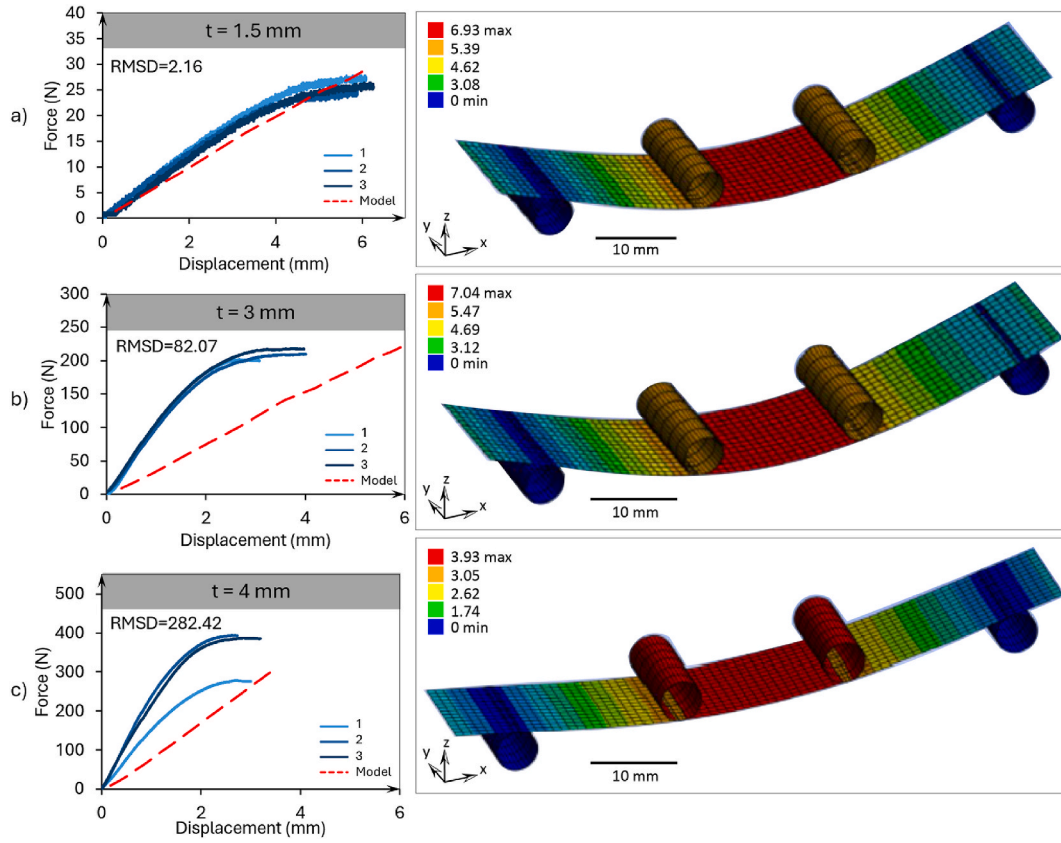 a)
t = 1.5 mm
RMSD=2.16
Force (N)
40
35
30
25
20
15
10
5
0
0 2 4 6
Displacement (mm)
1
2
3
Model
6.93 max
5.39
4.62
3.08
0 min
y z x
10 mm
b)
t = 3 mm
RMSD=82.07
Force (N)
300
250
200
150
100
50
0
0 2 4 6
Displacement (mm)
1
2
3
Model
7.04 max
5.47
4.69
3.12
0 min
y z x
10 mm
c)
t = 4 mm
RMSD=282.42
Force (N)
500
400
300
200
100
0
0 2 4 6
Displacement (mm)
1
2
3
Model
3.93 max
3.05
2.62
1.74
0 min
y z x
10 mm